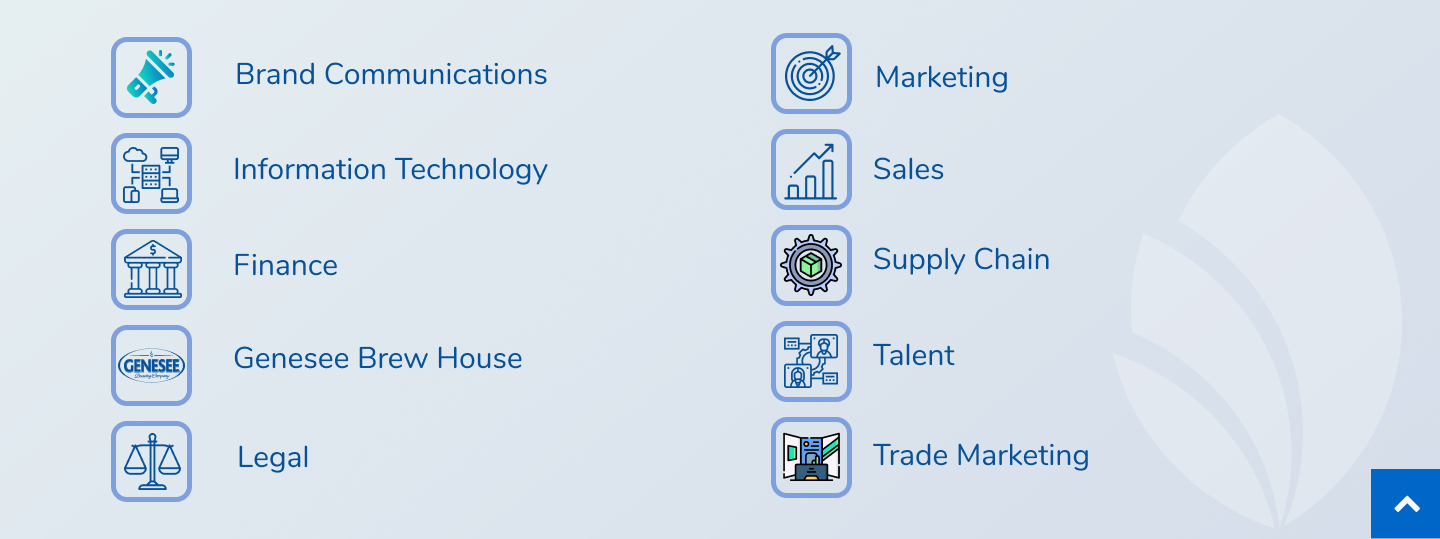 Brand Communications
Information Technology
Finance
GENESEE
Genesee Brew House
Legal
Marketing
Sales
Supply Chain
Talent
Trade Marketing